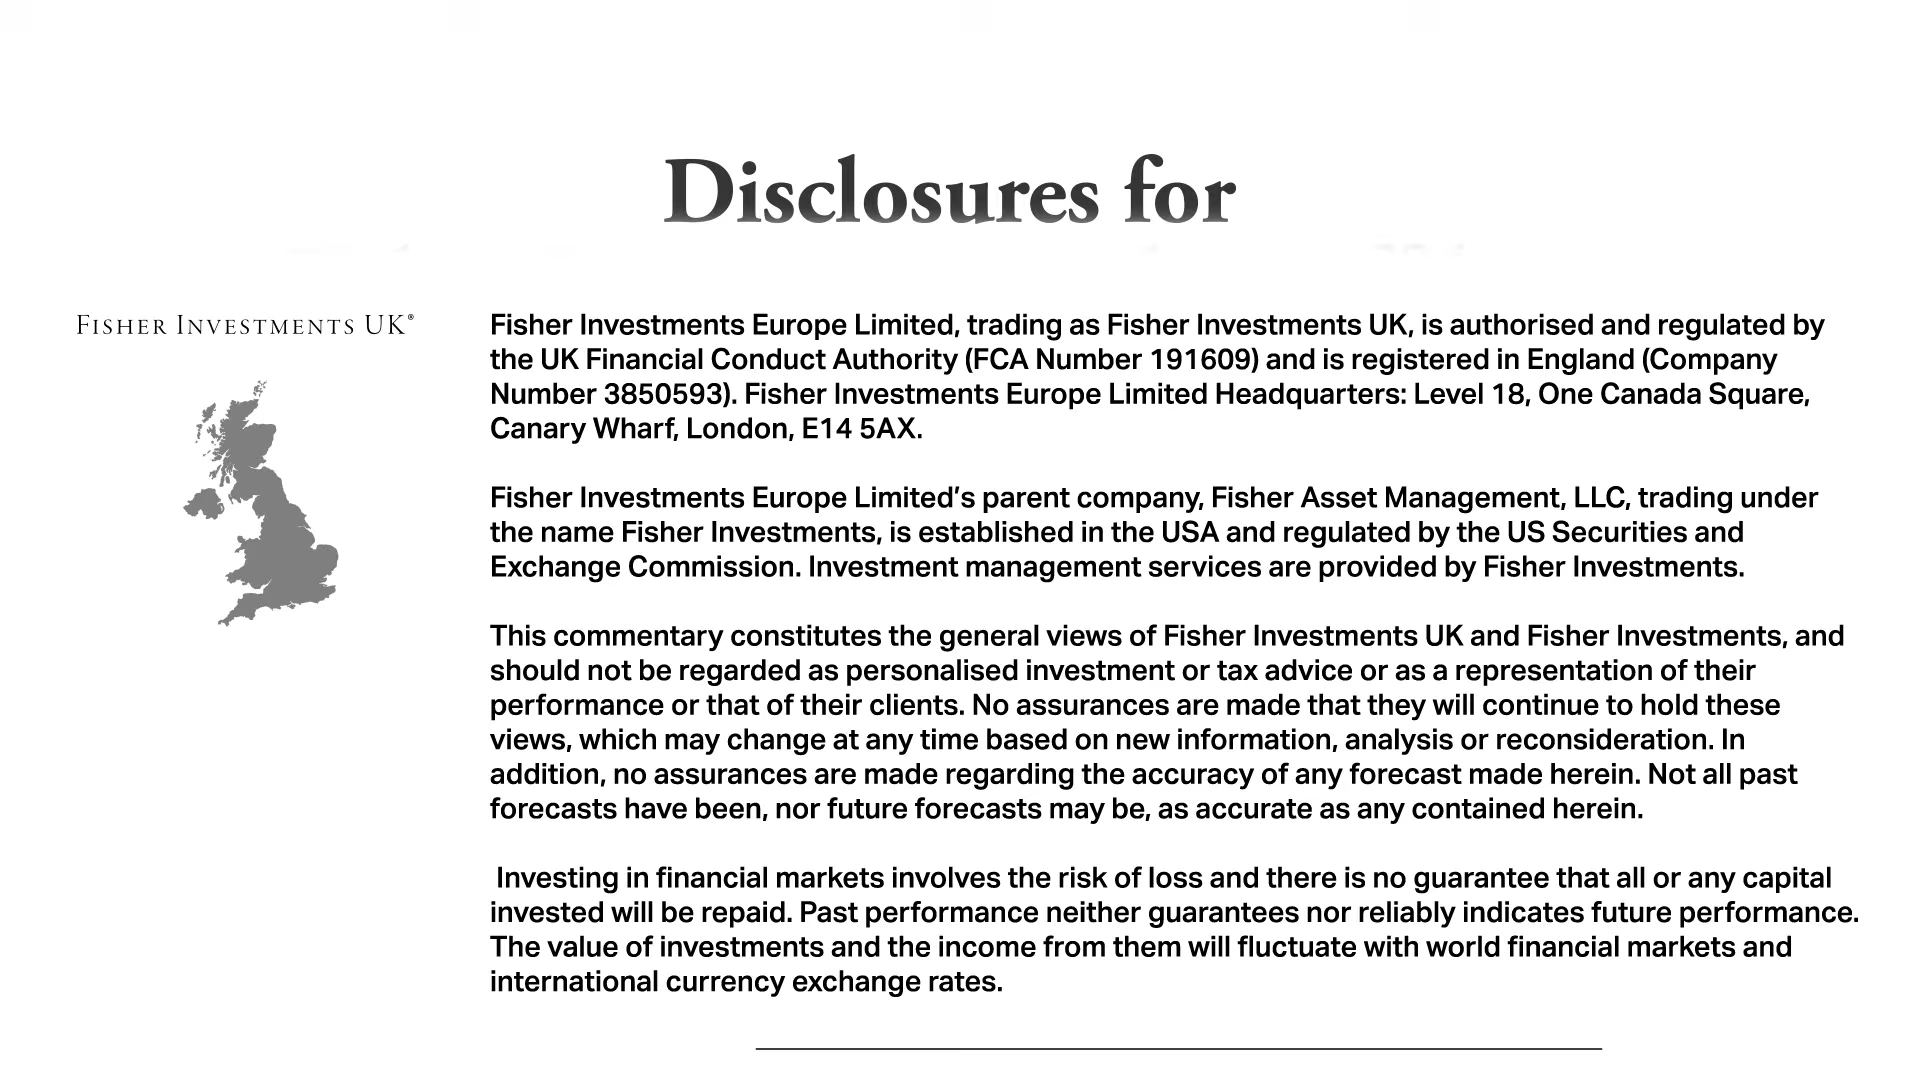 Disclosures for
FISHER INVESTMENTS UK®
Fisher Investments Europe Limited, trading as Fisher Investments UK, is authorised and regulated by
the UK Financial Conduct Authority (FCA Number 191609) and is registered in England (Company
Number 3850593). Fisher Investments Europe Limited Headquarters: Level 18, One Canada Square,
Canary Wharf, London, E14 5AX.
Fisher Investments Europe Limited’s parent company, Fisher Asset Management, LLC, trading under
the name Fisher Investments, is established in the USA and regulated by the US Securities and
Exchange Commission. Investment management services are provided by Fisher Investments.
This commentary constitutes the general views of Fisher Investments UK and Fisher Investments, and
should not be regarded as personalised investment or tax advice or as a representation of their
performance or that of their clients. No assurances are made that they will continue to hold these
views, which may change at any time based on new information, analysis or reconsideration. In
addition, no assurances are made regarding the accuracy of any forecast made herein. Not all past
forecasts have been, nor future forecasts may be, as accurate as any contained herein.
Investing in financial markets involves the risk of loss and there is no guarantee that all or any capital
invested will be repaid. Past performance neither guarantees nor reliably indicates future performance.
The value of investments and the income from them will fluctuate with world financial markets and
international currency exchange rates.